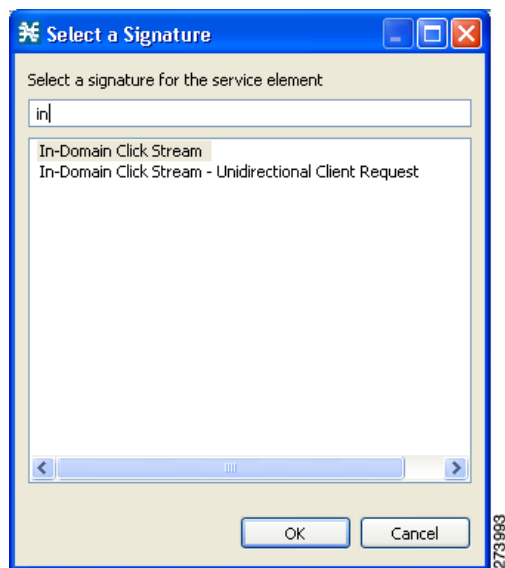 Select a Signature
Select a signature for the service element
in
In-Domain Click Stream
In-Domain Click Stream - Unidirectional Client Request
OK
Cancel
273993